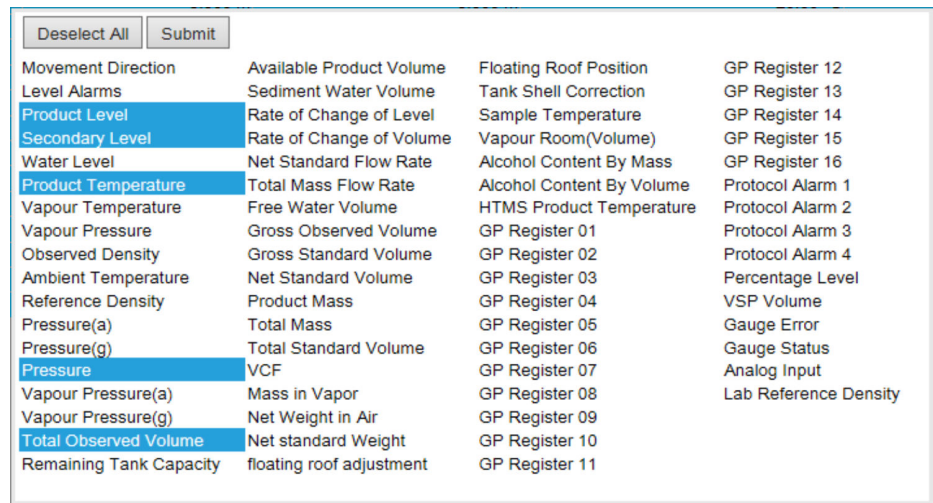 Deselect All Submit
Movement Direction
Level Alarms
Product Level
Secondary Level
Water Level
Product Temperature
Vapour Temperature
Vapour Pressure
Observed Density
Ambient Temperature
Reference Density
Pressure(a)
Pressure(g)
Pressure
Vapour Pressure(a)
Vapour Pressure(g)
Total Observed Volume
Remaining Tank Capacity
Available Product Volume
Sediment Water Volume
Rate of Change of Level
Rate of Change of Volume
Net Standard Flow Rate
Total Mass Flow Rate
Free Water Volume
Gross Observed Volume
Gross Standard Volume
Net Standard Volume
Product Mass
Total Mass
Total Standard Volume
VCF
Mass in Vapor
Net Weight in Air
Net standard Weight
floating roof adjustment
Floating Roof Position
Tank Shell Correction
Sample Temperature
Vapour Room(Volume)
Alcohol Content By Mass
Alcohol Content By Volume
HTMS Product Temperature
GP Register 01
GP Register 02
GP Register 03
GP Register 04
GP Register 05
GP Register 06
GP Register 07
GP Register 08
GP Register 09
GP Register 10
GP Register 11
GP Register 12
GP Register 13
GP Register 14
GP Register 15
GP Register 16
Protocol Alarm 1
Protocol Alarm 2
Protocol Alarm 3
Protocol Alarm 4
Percentage Level
VSP Volume
Gauge Error
Gauge Status
Analog Input
Lab Reference Density